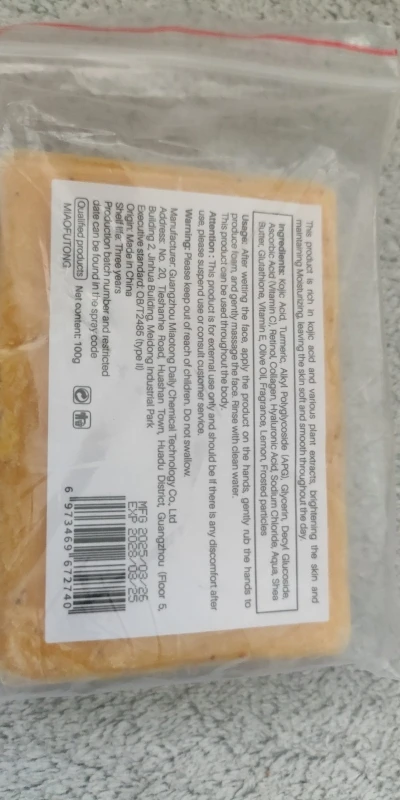 This product is rich in kojic acid and various plant extracts, brightening the skin and
maintaining Moisturizing, leaving the skin soft and smooth throughout the day.
Ingredients: Kojic Acid, Turmeric, Alkyl Polyglycoside (APG), Glycerin, Decyl Glucoside,
Ascorbic Acid (Vitamin C), Retinol, Collagen, Hyaluronic Acid, Sodium Chloride, Aqua, Shea
Butter, Glutathione, Vitamin E, Olive Oil, Fragrance, Lemon, Frosted particles
Usage: After wetting the face, apply the product on the hands, gently rub the hands to
produce foam, and gently massage the face. Rinse with clean water.
This product can be used throughout the body.
Attention: This product is for external use only and should be if there is any discomfort after
use, please suspend use or consult customer service.
Warning: Please keep out of reach of children. Do not swallow.
Manufacturer: Guangzhou Miaotong Daily Chemical Technology Co., Ltd
Address: No. 20, Tieshanhe Road, Huashan Town, Huadu District, Guangzhou (Floor 5,
Building 2, Jinhua Building, Meidong Industrial Park
Executive standard: QB/T2485 (type II)
Origin: Made in China
Shelf life: Three years
Production batch number and restricted
date can be found in the spray code
Qualified products Net content: 100g
MIAOFUTONG
MFG 2025/03/26
EXP 2028/03/25
6 973469 672740